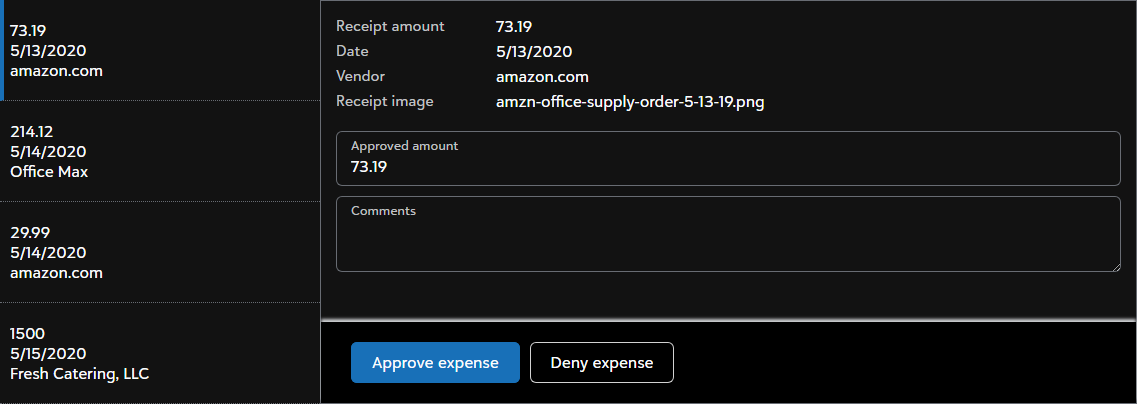 73.19
5/13/2020
amazon.com
214.12
5/14/2020
Office Max
29.99
5/14/2020
amazon.com
1500
5/15/2020
Fresh Catering, LLC
Receipt amount 73.19
Date 5/13/2020
Vendor amazon.com
Receipt image amzn-office-supply-order-5-13-19.png
Approved amount
73.19
Comments
Approve expense Deny expense